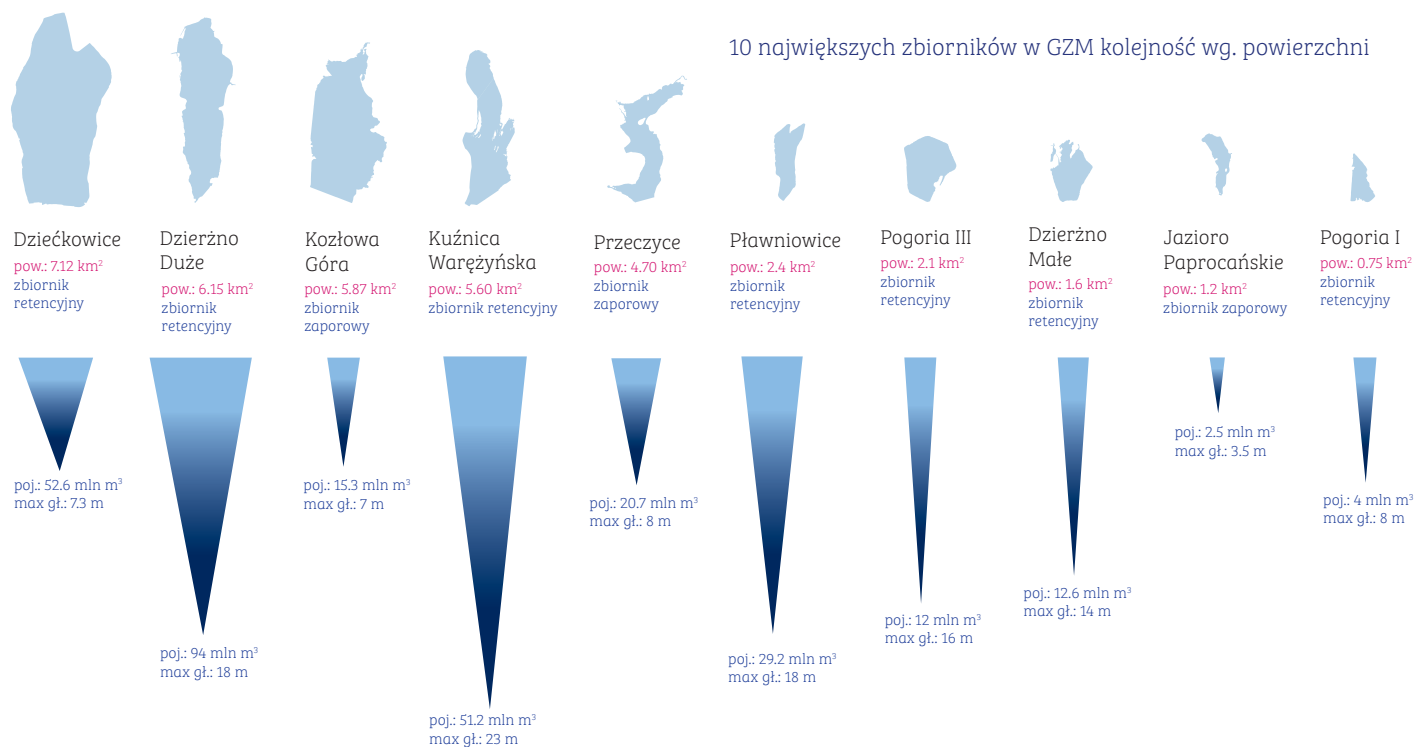 10 największych zbiorników w GZM kolejność wg. powierzchni
Dziećkowice
pow.: 7.12 km²
zbiornik
retencyjny
Dzierżno
Duże
pow.: 6.15 km²
zbiornik
retencyjny
Kozłowa
Góra
pow.: 5.87 km²
zbiornik
zaporowy
Kuźnica
Warężyńska
pow.: 5.60 km²
zbiornik retencyjny
Przeczyce
pow.: 4.70 km²
zbiornik
zaporowy
Pławniowice
pow.: 2.4 km²
zbiornik
retencyjny
Pogoria III
pow.: 2.1 km²
zbiornik
retencyjny
Dzierżno
Małe
pow.: 1.6 km²
zbiornik
retencyjny
Jazioro
Paprocańskie
pow.: 1.2 km²
zbiornik zaporowy
Pogoria I
pow.: 0.75 km²
zbiornik
retencyjny
poj.: 52.6 mln m³
max gł.: 7.3 m
poj.: 94 mln m³
max gł.: 18 m
poj.: 15.3 mln m³
max gł.: 7 m
poj.: 51.2 mln m³
max gł.: 23 m
poj.: 20.7 mln m³
max gł.: 8 m
poj.: 29.2 mln m³
max gł.: 18 m
poj.: 12 mln m³
max gł.: 16 m
poj.: 12.6 mln m³
max gł.: 14 m
poj.: 2.5 mln m³
max gł.: 3.5 m
poj.: 4 mln m³
max gł.: 8 m